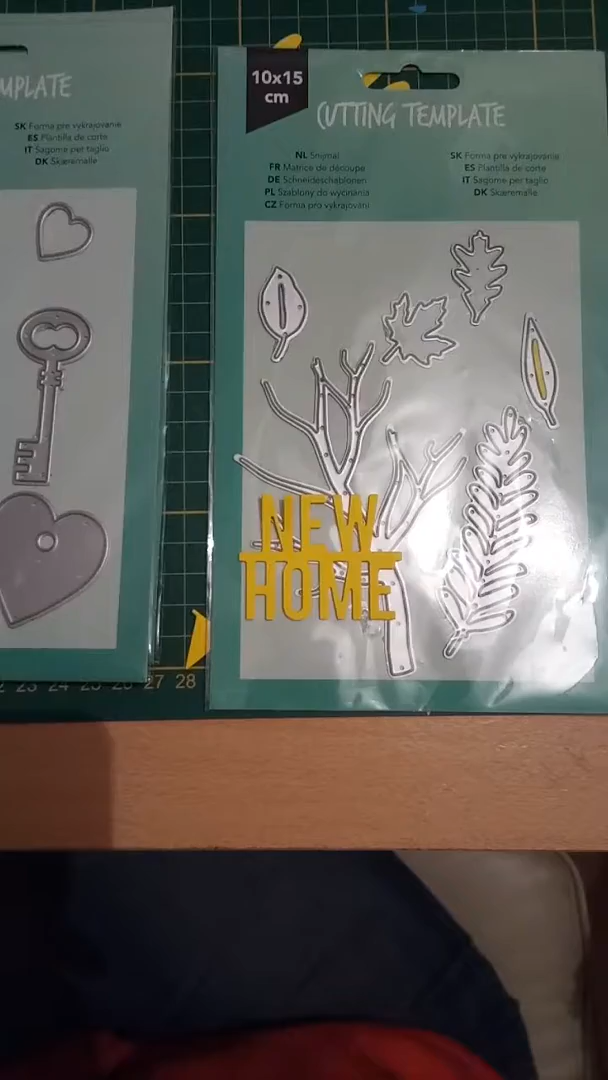 MPLATE
SK Forma pre vykrajovanie
ES Plantilla de corte
IT Sagome per taglio
DK Skæremalle
10x15
cm
CUTTING TEMPLATE
NL Snijmal
FR Matrice de découpe
DE Schneideschablonen
PL Szablony do wycinania
CZ Forma pro vykrajování
SK Forma pre vykrajovanie
ES Plantilla de corte
IT Sagome per taglio
DK Skæremalle
NEW
HOME
23 24 25 26 27 28